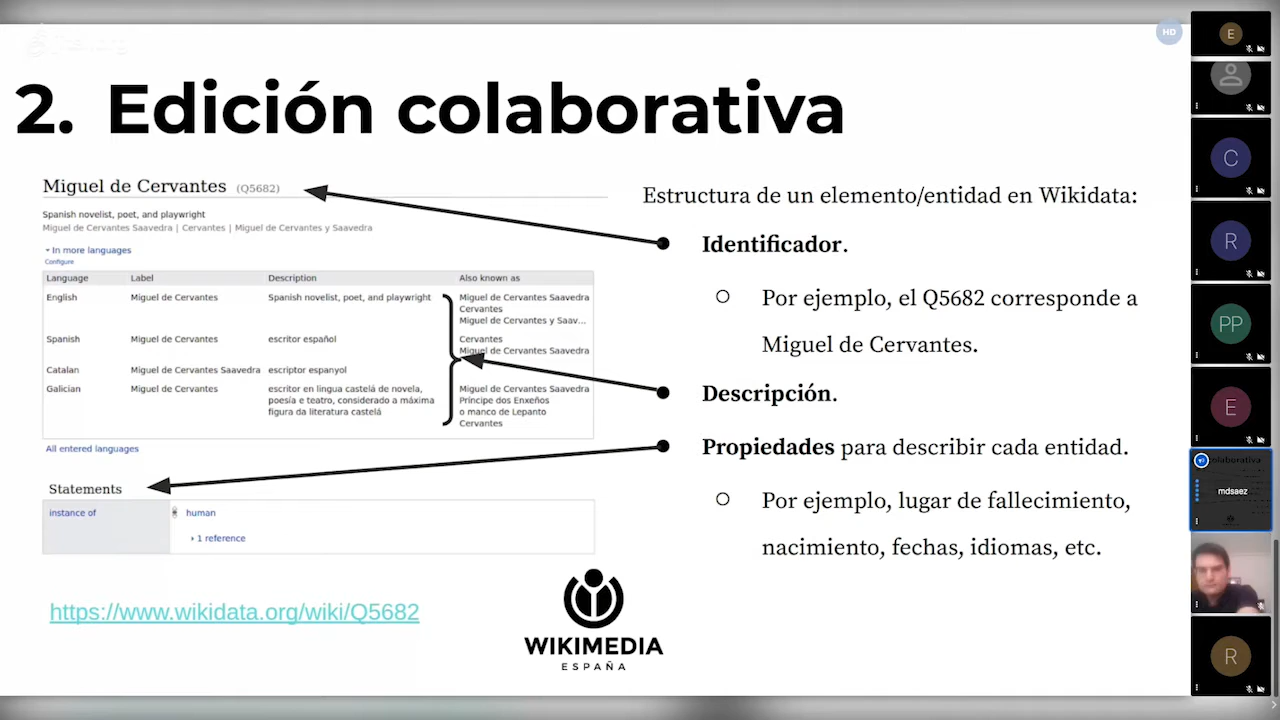 HD
2. Edición colaborativa
Miguel de Cervantes (Q5682)
Spanish novelist, poet, and playwright
Miguel de Cervantes Saavedra | Cervantes | Miguel de Cervantes y Saavedra
In more languages
Configure
Language Label Description Also known as
English Miguel de Cervantes Spanish novelist, poet, and playwright Miguel de Cervantes Saavedra
Cervantes
Miguel de Cervantes y Saav...
Spanish Miguel de Cervantes escritor español Cervantes
Miguel de Cervantes Saavedra
Catalan Miguel de Cervantes Saavedra escriptor espanyol
Galician Miguel de Cervantes escritor en lingua castelá de novela, Miguel de Cervantes Saavedra
poesía e teatro, considerado a máxima Príncipe dos Enxeños
figura da literatura castelá o manco de Lepanto
Cervantes
All entered languages
Statements
instance of human
1 reference
https://www.wikidata.org/wiki/Q5682
WIKIMEDIA
ESPAÑA
Estructura de un elemento/entidad en Wikidata:
Identificador.
Por ejemplo, el Q5682 corresponde a
Miguel de Cervantes.
Descripción.
Propiedades para describir cada entidad.
Por ejemplo, lugar de fallecimiento,
nacimiento, fechas, idiomas, etc.
E
C
R
PP
E
colaborativa
mdsaez
R